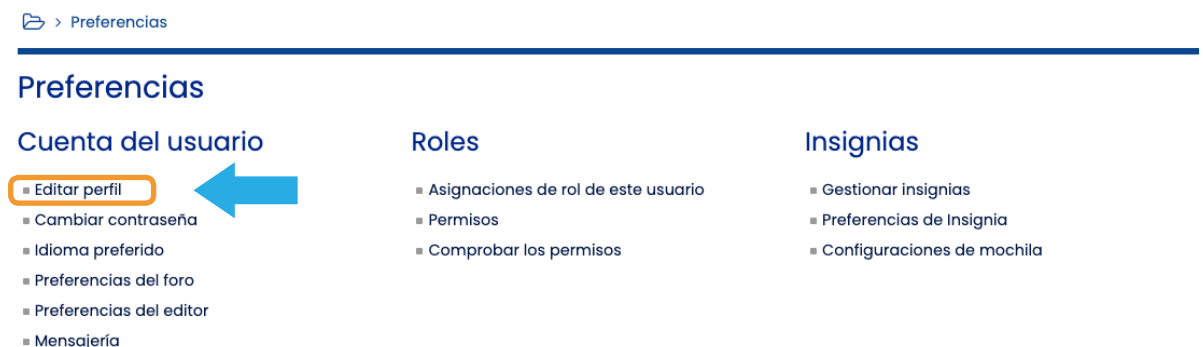 > Preferencias
Preferencias
Cuenta del usuario
Editar perfil
Cambiar contraseña
Idioma preferido
Preferencias del foro
Preferencias del editor
Mensajería
Roles
Asignaciones de rol de este usuario
Permisos
Comprobar los permisos
Insignias
Gestionar insignias
Preferencias de Insignia
Configuraciones de mochila